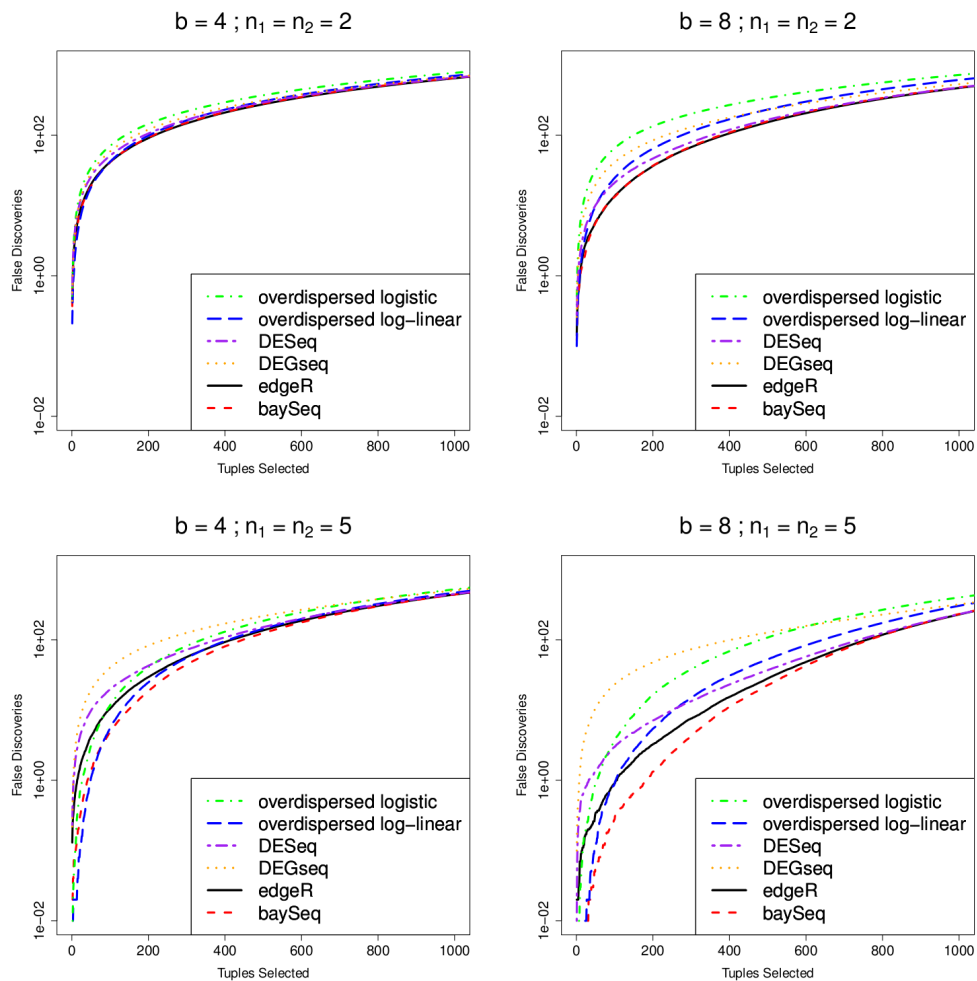 b = 4 ; n₁ = n₂ = 2
False Discoveries
1e+02
1e+00
1e−02
overdispersed logistic
overdispersed log−linear
DESeq
DEGseq
edgeR
baySeq
0 200 400 600 800 1000
Tuples Selected
b = 8 ; n₁ = n₂ = 2
False Discoveries
1e+02
1e+00
1e−02
overdispersed logistic
overdispersed log−linear
DESeq
DEGseq
edgeR
baySeq
0 200 400 600 800 1000
Tuples Selected
b = 4 ; n₁ = n₂ = 5
False Discoveries
1e+02
1e+00
1e−02
overdispersed logistic
overdispersed log−linear
DESeq
DEGseq
edgeR
baySeq
0 200 400 600 800 1000
Tuples Selected
b = 8 ; n₁ = n₂ = 5
False Discoveries
1e+02
1e+00
1e−02
overdispersed logistic
overdispersed log−linear
DESeq
DEGseq
edgeR
baySeq
0 200 400 600 800 1000
Tuples Selected